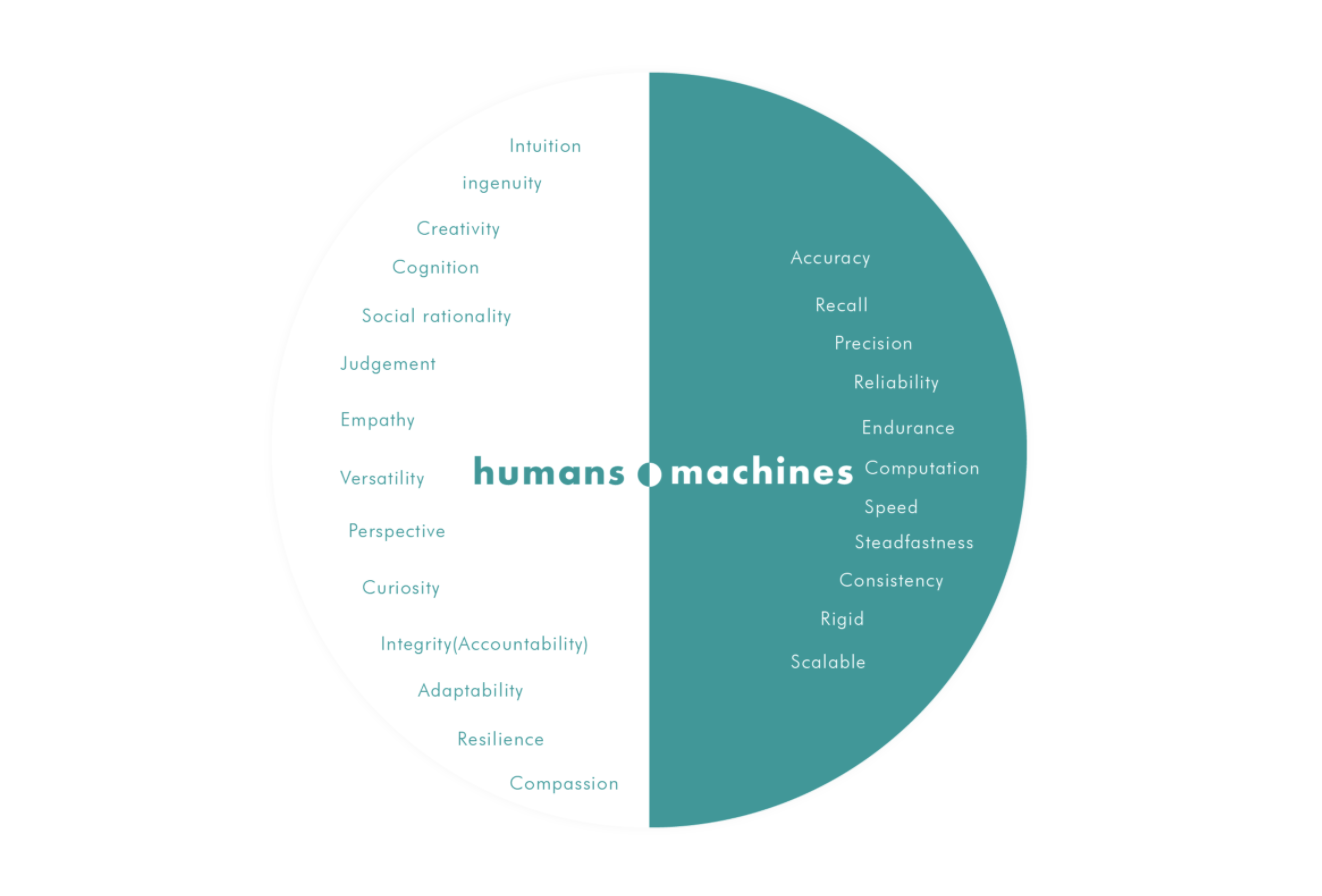 Intuition
ingenuity
Creativity
Cognition
Social rationality
Judgement
Empathy
Versatility
Perspective
Curiosity
Integrity(Accountability)
Adaptability
Resilience
Compassion
humans machines
Accuracy
Recall
Precision
Reliability
Endurance
Computation
Speed
Steadfastness
Consistency
Rigid
Scalable